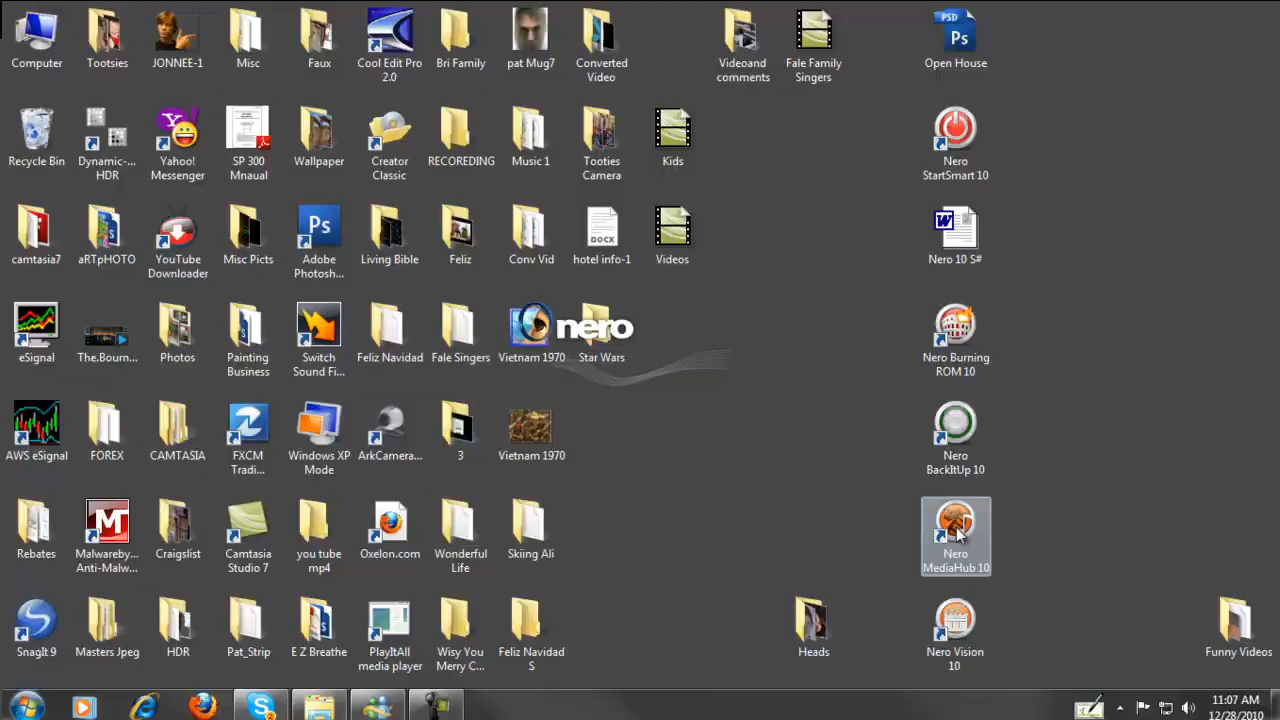 Computer
Tootsies
JONNEE-1
Misc
Faux
Cool Edit Pro
2.0
Bri Family
pat Mug7
Converted
Video
Videoand
comments
Fale Family
Singers
PSD
Ps
Open House
Recycle Bin
Dynamic-...
HDR
Yahoo!
Messenger
SP 300
Mnaual
Wallpaper
Creator
Classic
RECOREDING
Music 1
Tooties
Camera
Kids
Nero
StartSmart 10
camtasia7
aRTpHOTO
YouTube
Downloader
Misc Picts
Ps
Adobe
Photosh...
Living Bible
Feliz
Conv Vid
DOCX
hotel info-1
Videos
W
Nero 10 S#
eSignal
The.Bourn...
Photos
Painting
Business
Switch
Sound Fi...
Feliz Navidad
Fale Singers
Vietnam 1970
nero
Star Wars
Nero Burning
ROM 10
AWS eSignal
FOREX
CAMTASIA
FXCM
Tradi...
Windows XP
Mode
ArkCamera...
3
Vietnam 1970
Nero
BackItUp 10
Rebates
M
Malwareby...
Anti-Malw...
Craigslist
Camtasia
Studio 7
you tube
mp4
Oxelon.com
Wonderful
Life
Skiing Ali
Nero
MediaHub 10
S
SnagIt 9
Masters Jpeg
HDR
Pat_Strip
E Z Breathe
PlayItAll
media player
Wisy You
Merry C...
Feliz Navidad
S
Heads
Nero Vision
10
Funny Videos
11:07 AM
12/28/2010